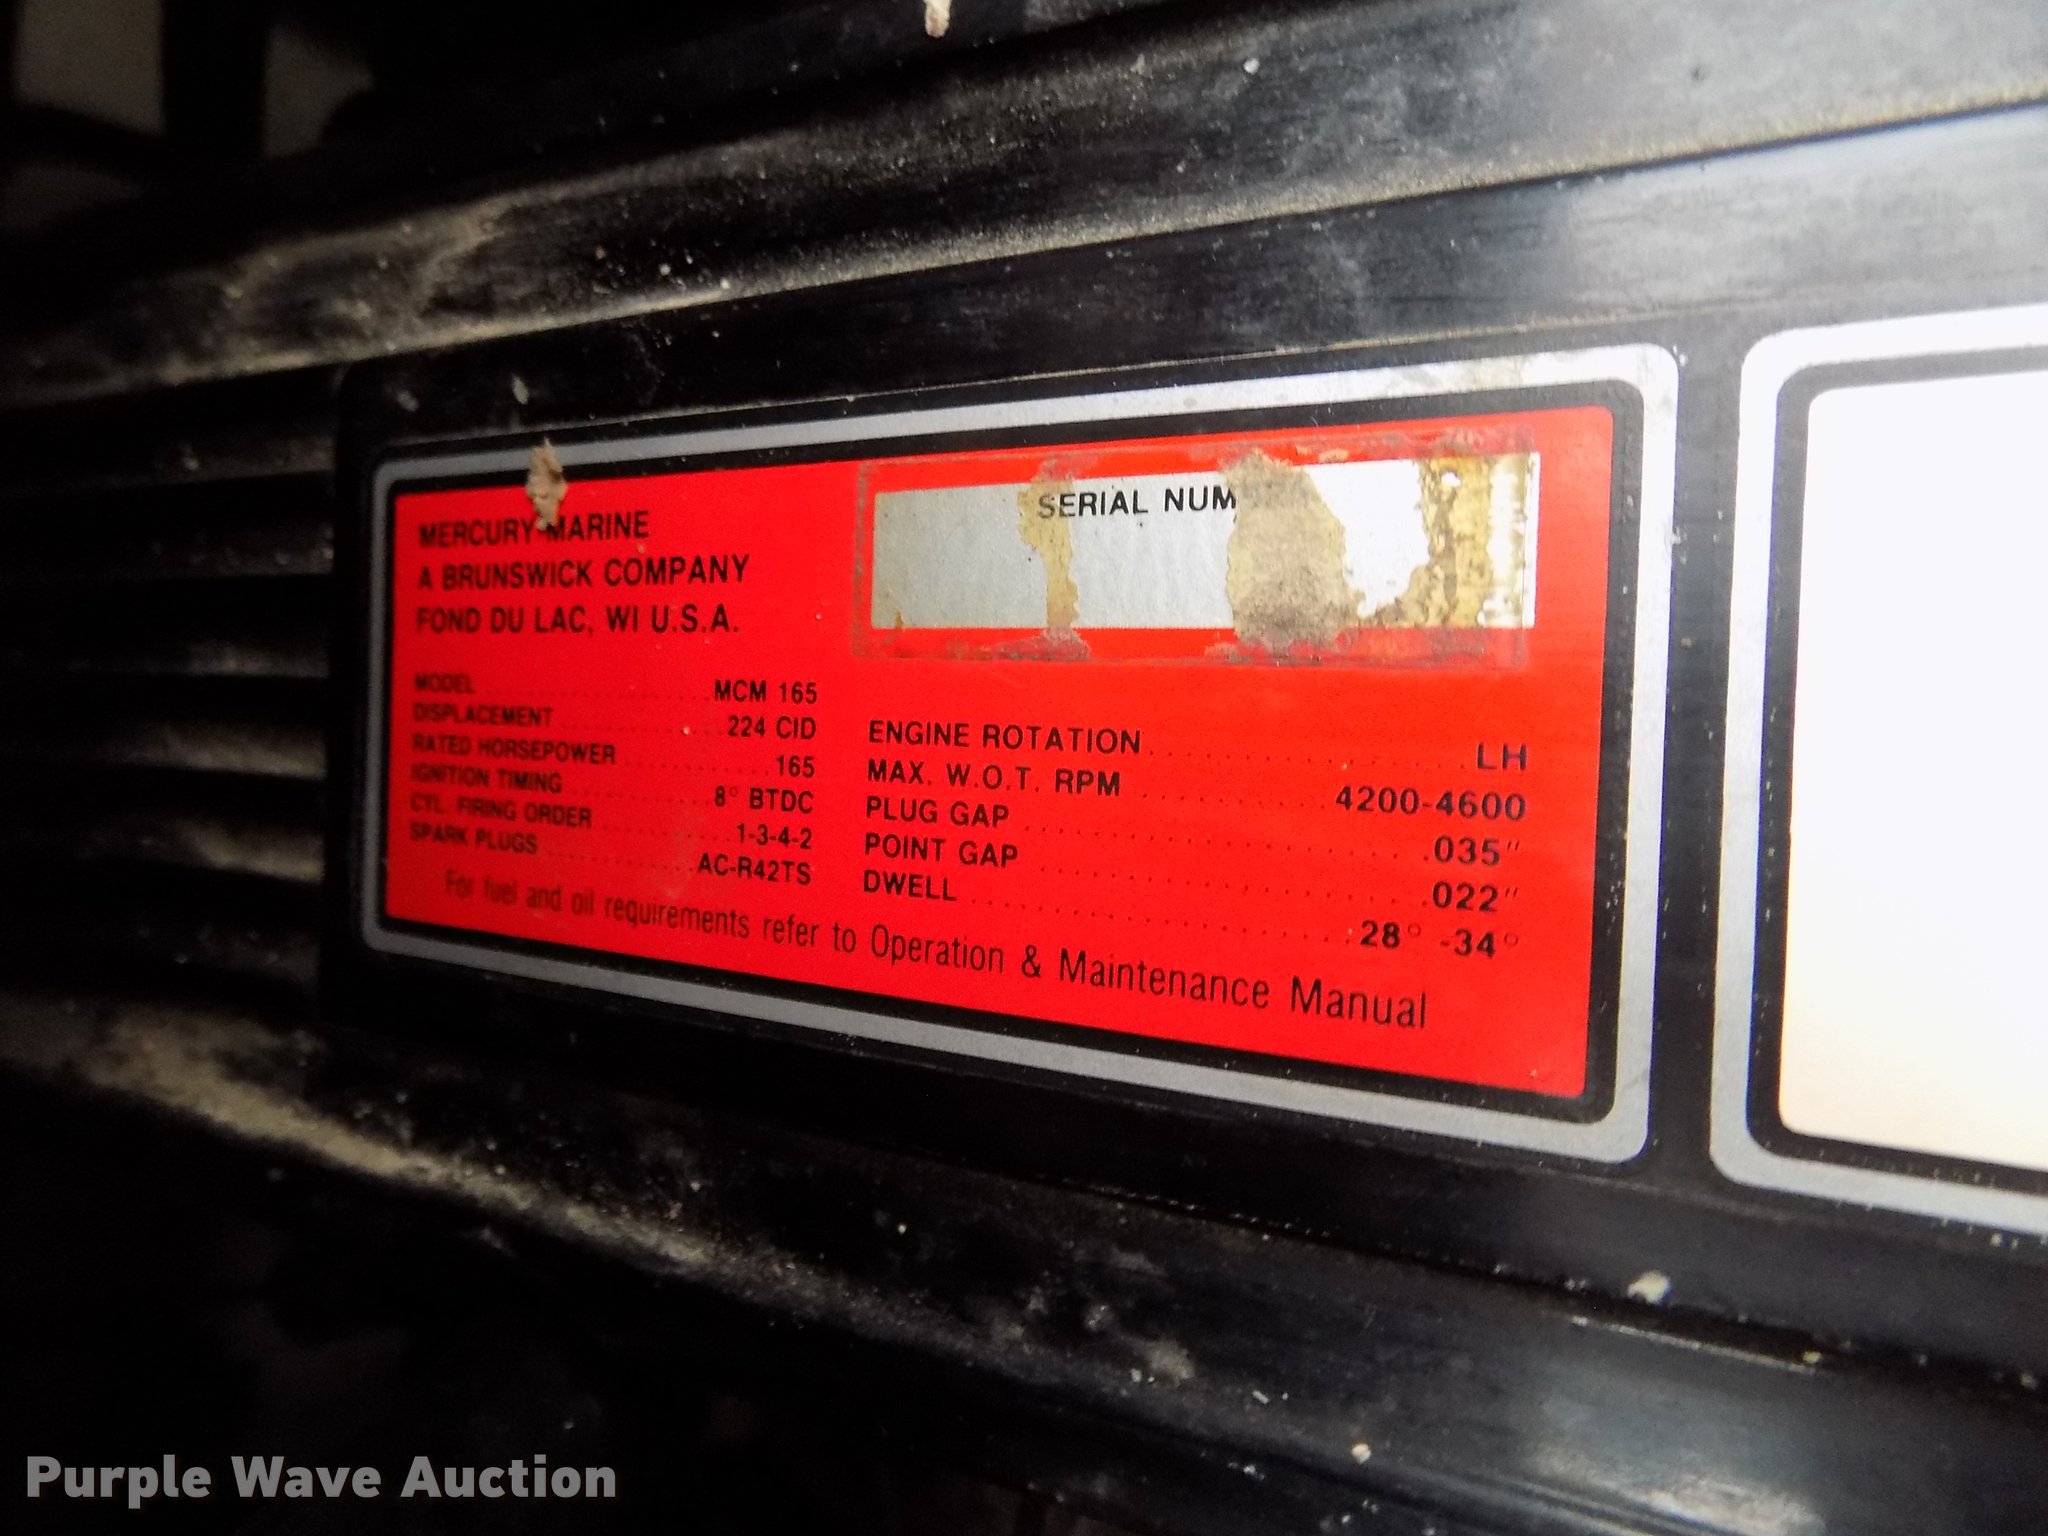 MERCURY MARINE
A BRUNSWICK COMPANY
FOND DU LAC, WI U.S.A.
SERIAL NUM
MODEL ..................... MCM 165
DISPLACEMENT ............. 224 CID
RATED HORSEPOWER ............ 165
IGNITION TIMING ............ 8° BTDC
CYL. FIRING ORDER ............ 1-3-4-2
SPARK PLUGS ............ AC-R42TS
ENGINE ROTATION .................... LH
MAX. W.O.T. RPM ............ 4200-4600
PLUG GAP ........................ .035"
POINT GAP ........................ .022"
DWELL ........................ 28° -34°
For fuel and oil requirements refer to Operation & Maintenance Manual
Purple Wave Auction